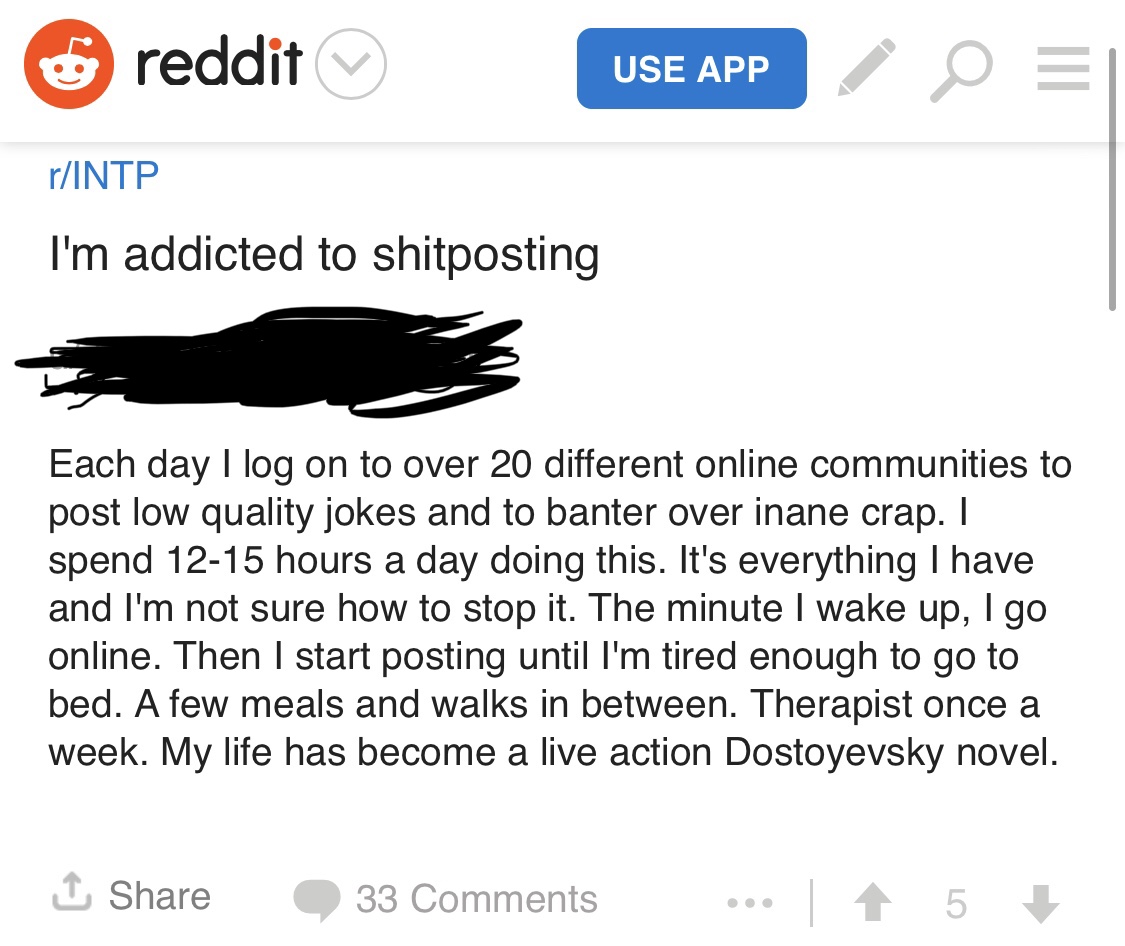 reddit
USE APP
r/INTP
I'm addicted to shitposting
Each day I log on to over 20 different online communities to
post low quality jokes and to banter over inane crap. I
spend 12-15 hours a day doing this. It's everything I have
and I'm not sure how to stop it. The minute I wake up, I go
online. Then I start posting until I'm tired enough to go to
bed. A few meals and walks in between. Therapist once a
week. My life has become a live action Dostoyevsky novel.
Share
33 Comments
5